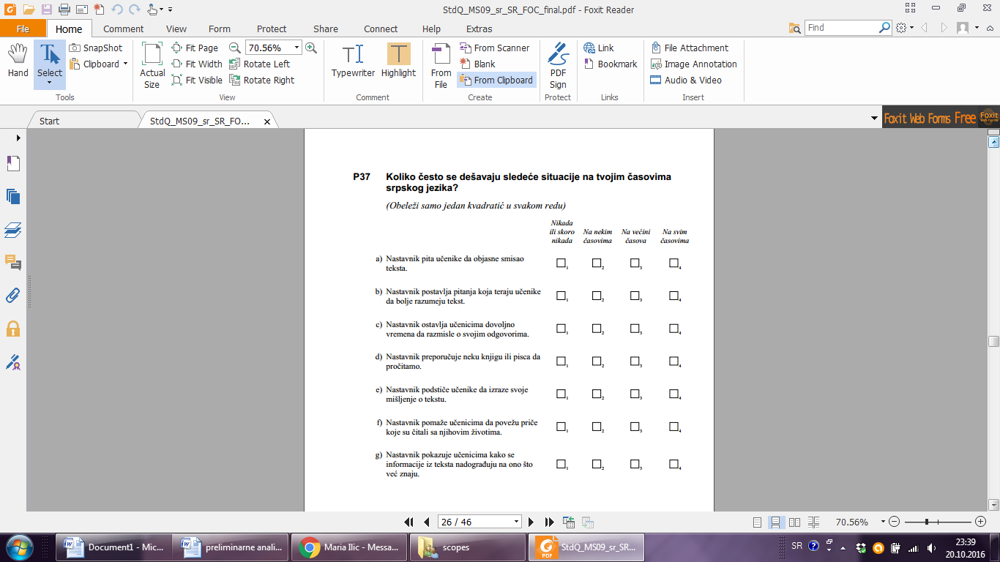 StdQ_MS09_sr_SR_FOC_final.pdf - Foxit Reader
File Home Comment View Form Protect Share Connect Help Extras
Find
Hand
Select
SnapShot
Clipboard
Tools
Actual
Size
Fit Page
Fit Width
Fit Visible
70.56%
Rotate Left
Rotate Right
View
Typewriter
Highlight
Comment
From
File
From Scanner
Blank
From Clipboard
Create
PDF
Sign
Protect
Link
Bookmark
Links
File Attachment
Image Annotation
Audio & Video
Insert
Start
StdQ_MS09_sr_SR_FO...
Foxit Web Forms Free
P37 Koliko često se dešavaju sledeće situacije na tvojim časovima
srpskog jezika?
(Obeleži samo jedan kvadratić u svakom redu)
Nikada
ili skoro
nikada
Na nekim
časovima
Na većini
časova
Na svim
časovima
a) Nastavnik pita učenike da objasne smisao
teksta.
1 2 3 4
b) Nastavnik postavlja pitanja koja teraju učenike
da bolje razumeju tekst.
1 2 3 4
c) Nastavnik ostavlja učenicima dovoljno
vremena da razmisle o svojim odgovorima.
1 2 3 4
d) Nastavnik preporučuje neku knjigu ili pisca da
pročitamo.
1 2 3 4
e) Nastavnik podstiče učenike da izraze svoje
mišljenje o tekstu.
1 2 3 4
f) Nastavnik pomaže učenicima da povežu priče
koje su čitali sa njihovim životima.
1 2 3 4
g) Nastavnik pokazuje učenicima kako se
informacije iz teksta nadograđuju na ono što
već znaju.
1 2 3 4
26 / 46
70.56%
Document1 - Mic...
preliminarne anali...
Maria Ilic - Messa...
scopes
StdQ_MS09_sr_SR...
SR
23:39
20.10.2016